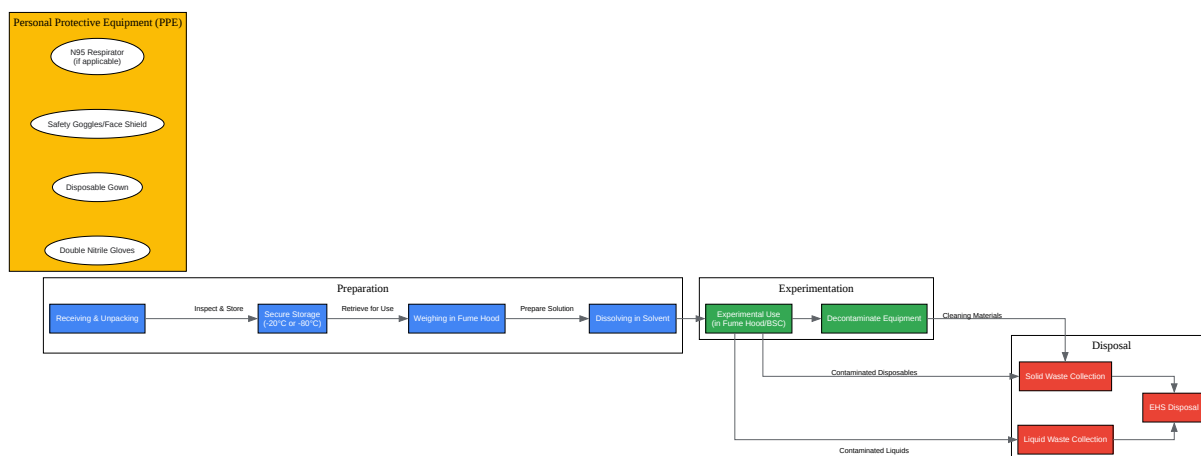 Personal Protective Equipment (PPE)
N95 Respirator
(if applicable)
Safety Goggles/Face Shield
Disposable Gown
Double Nitrile Gloves
Preparation
Receiving & Unpacking
Inspect & Store
Secure Storage
(-20°C or -80°C)
Retrieve for Use
Weighing in Fume Hood
Prepare Solution
Dissolving in Solvent
Experimentation
Experimental Use
(in Fume Hood/BSC)
Decontaminate Equipment
Cleaning Materials
Contaminated Disposables
Contaminated Liquids
Disposal
Solid Waste Collection
EHS Disposal
Liquid Waste Collection